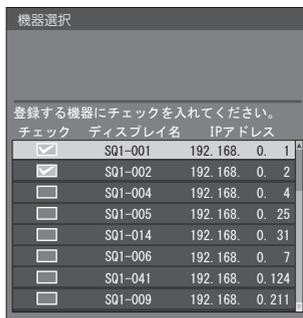 機器選択
登録する機器にチェックを入れてください。
チェック ディスプレイ名 IPアドレス
SQ1-001 192.168. 0. 1
SQ1-002 192.168. 0. 2
SQ1-004 192.168. 0. 4
SQ1-005 192.168. 0. 25
SQ1-014 192.168. 0. 31
SQ1-006 192.168. 0. 7
SQ1-041 192.168. 0.124
SQ1-009 192.168. 0.211